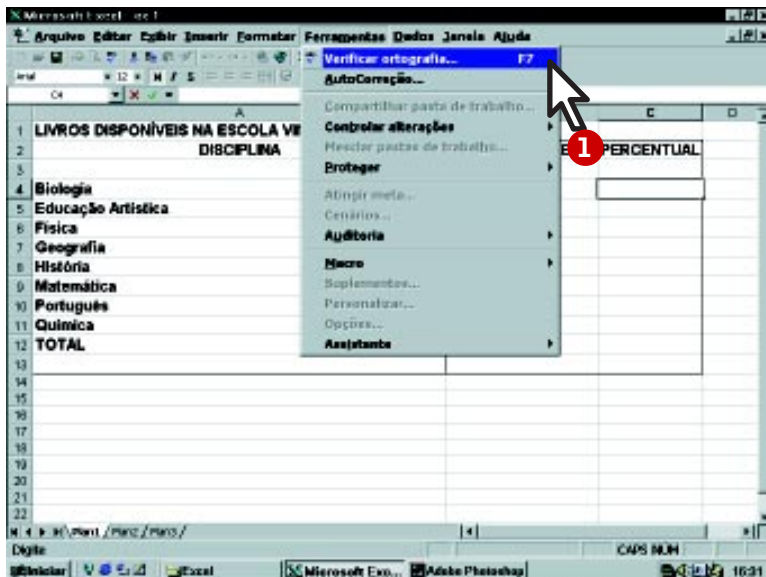 Microsoft Excel
Arquivo Editar Exibir Inserir Formatar Ferramentas Dados Janela Ajuda
Verificar ortografia... F7
AutoCorreção...
Compartilhar pasta de trabalho...
Controlar alterações
Mesclar pastas de trabalho...
Proteger
Atingir meta...
Cenários...
Auditoria
Macro
Suplementos...
Personalizar...
Opções...
Assistente
1
Arial 12 N I S
C4
A C D
1 LIVROS DISPONÍVEIS NA ESCOLA
2 DISCIPLINA PERCENTUAL
3
4 Biologia
5 Educação Artística
6 Física
7 Geografia
8 História
9 Matemática
10 Português
11 Química
12 TOTAL
13
14
15
16
17
18
19
20
21
22
Plan1 / Plan2 / Plan3 /
Digite CAPS NUM
Iniciar Excel Microsoft Exc... Adobe Photoshop 16:31